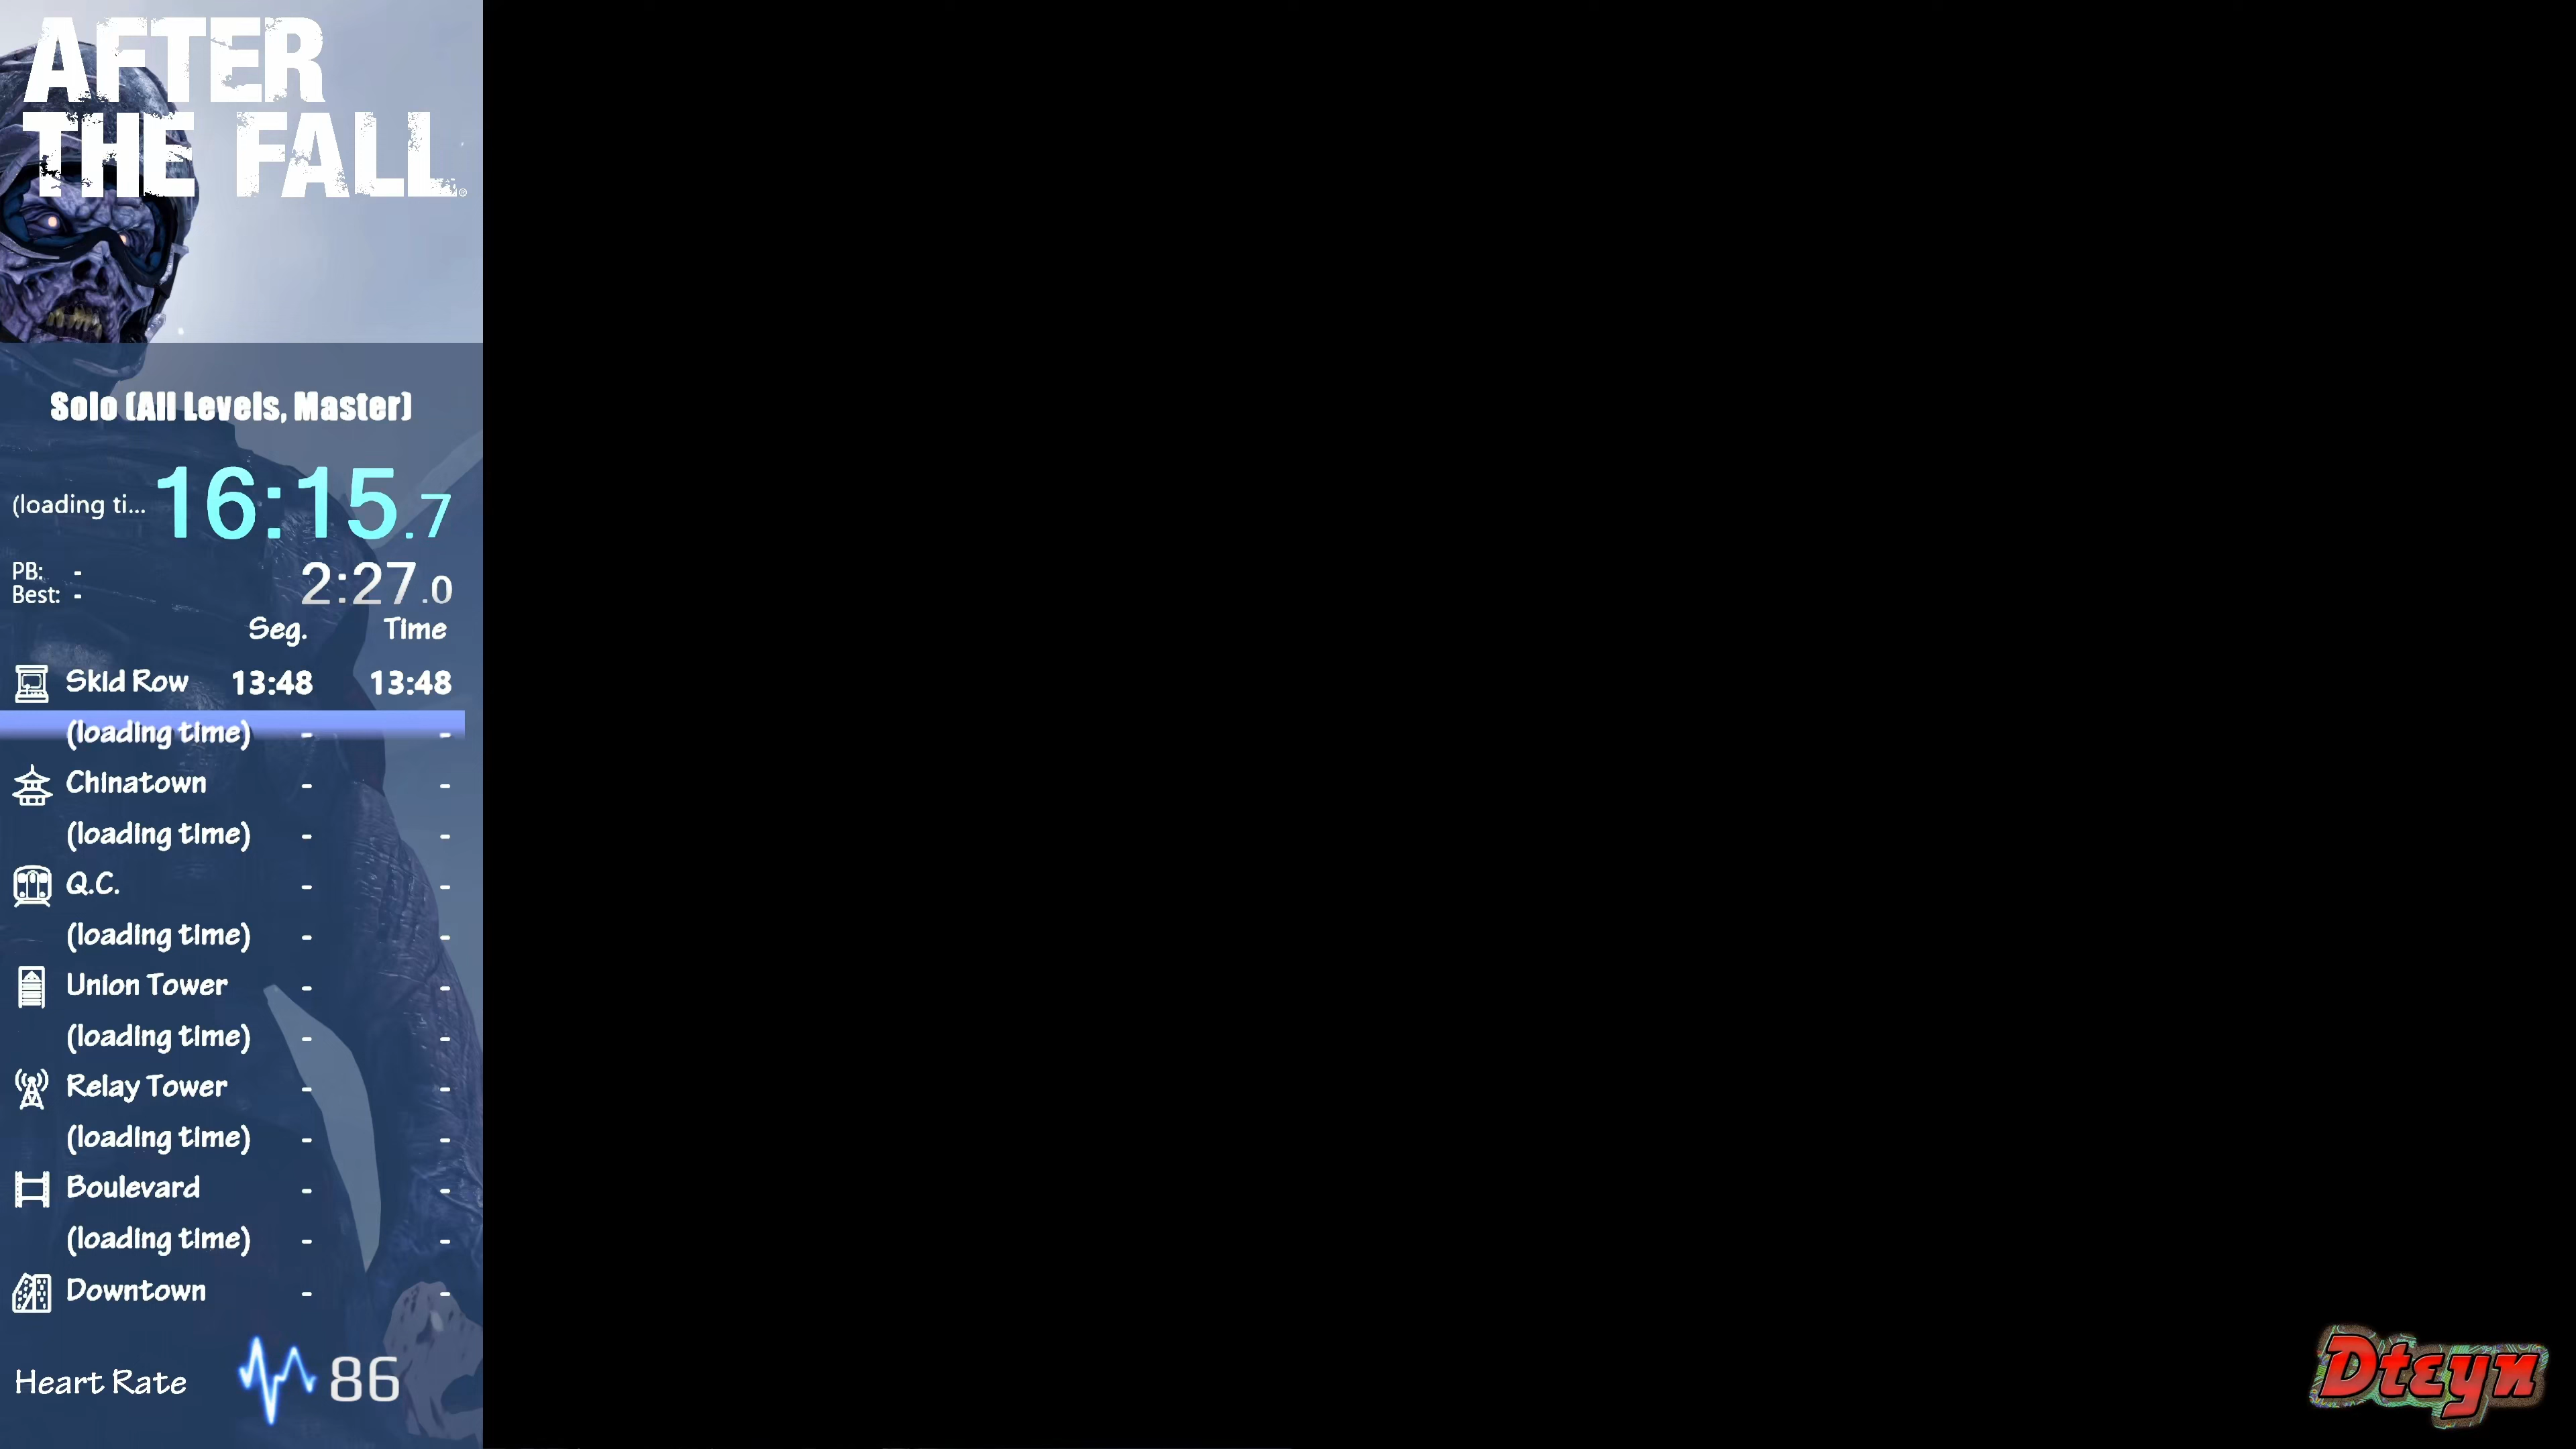 AFTER
THE FALL®
Solo (All Levels, Master)
(loading ti... 16:15.7
PB: -
Best: - 2:27.0
Seg. Time
Skid Row 13:48 13:48
(loading time) - -
Chinatown - -
(loading time) - -
Q.C. - -
(loading time) - -
Union Tower - -
(loading time) - -
Relay Tower - -
(loading time) - -
Boulevard - -
(loading time) - -
Downtown - -
Heart Rate 86
Dtεyn